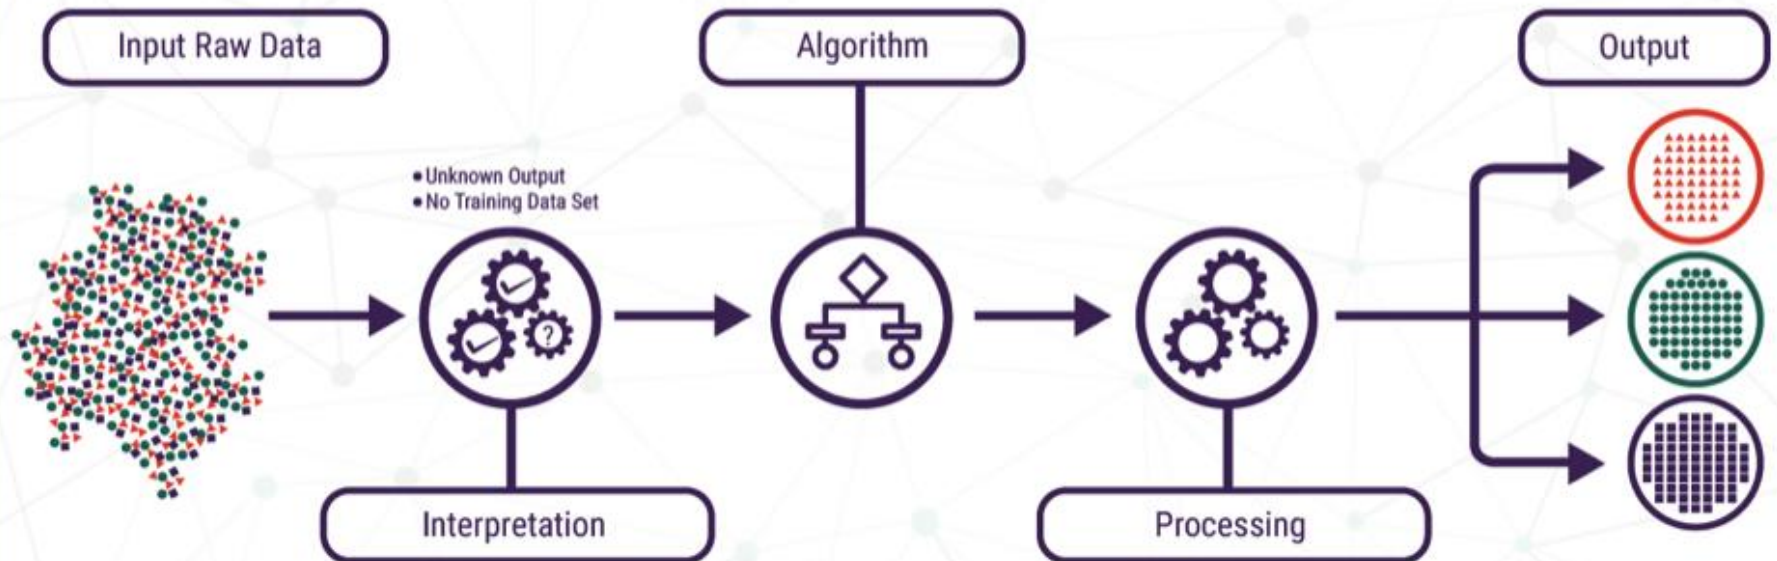 Input Raw Data
Algorithm
Output
• Unknown Output
• No Training Data Set
?
Interpretation
Processing